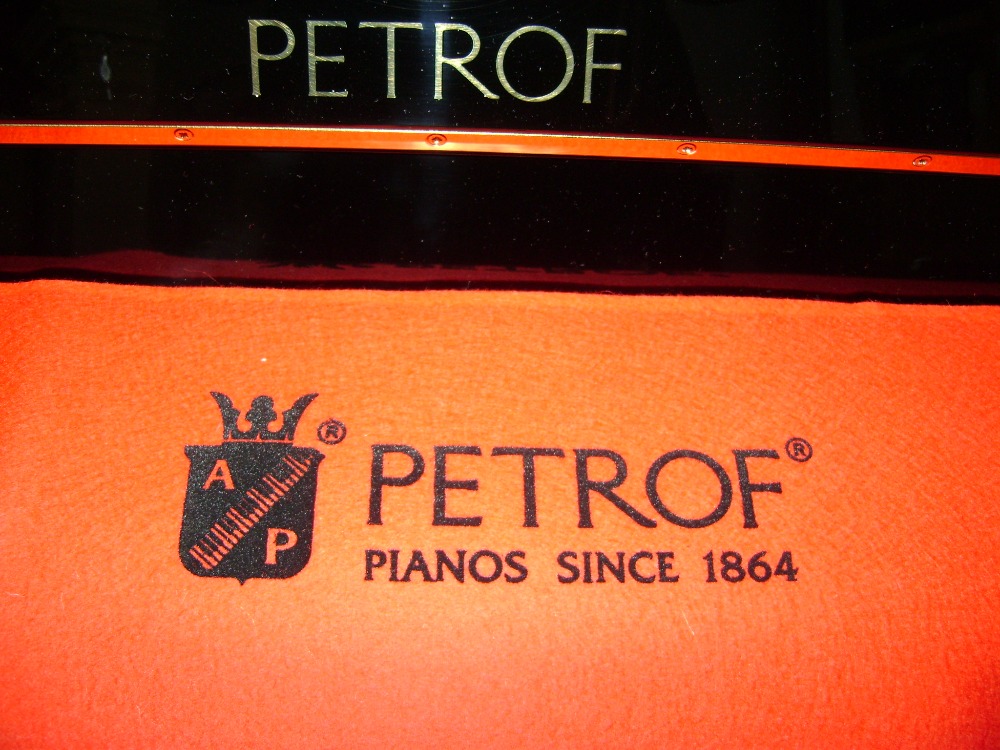 PETROF
A
P
®
PETROF®
PIANOS SINCE 1864